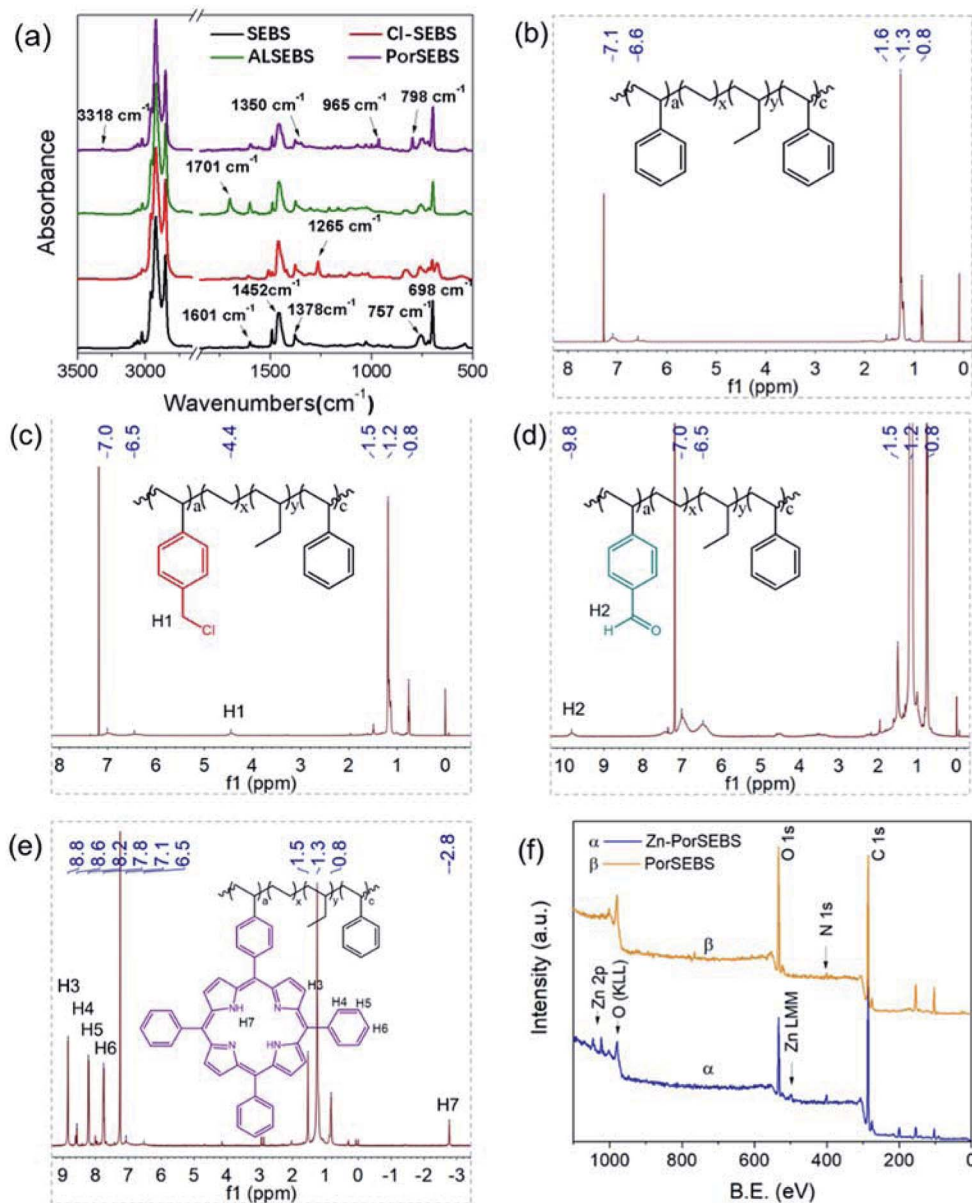 (a)
SEBS
Cl-SEBS
ALSEBS
PorSEBS
3318 cm-1
1350 cm-1
965 cm-1
798 cm-1
1701 cm-1
1265 cm-1
1601 cm-1
1452cm-1
1378cm-1
757 cm-1
698 cm-1
Absorbance
3500 3000 1500 1000 500
Wavenumbers(cm-1)
(b)
7.1 6.6 1.6 1.3 0.8
a x y c
8 7 6 5 4 3 2 1 0
f1 (ppm)
(c)
7.0 6.5 4.4 1.5 1.2 0.8
a x y c
H1
Cl
H1
8 7 6 5 4 3 2 1 0
f1 (ppm)
(d)
9.8 7.0 6.5 1.5 1.2 0.8
a x y c
H2
H O
H2
10 9 8 7 6 5 4 3 2 1 0
f1 (ppm)
(e)
8.8 8.6 8.2 7.8 7.1 6.5 1.5 1.3 0.8 -2.8
a x y c
H3
H4
H5
H6
H3
NH N
H7
N HN
H4 H5
H6
H7
9 8 7 6 5 4 3 2 1 0 -1 -2 -3
f1 (ppm)
(f)
α Zn-PorSEBS
β PorSEBS
O 1s
C 1s
N 1s
β
Zn 2p
O (KLL)
Zn LMM
α
Intensity (a.u.)
1000 800 600 400 200 0
B.E. (eV)